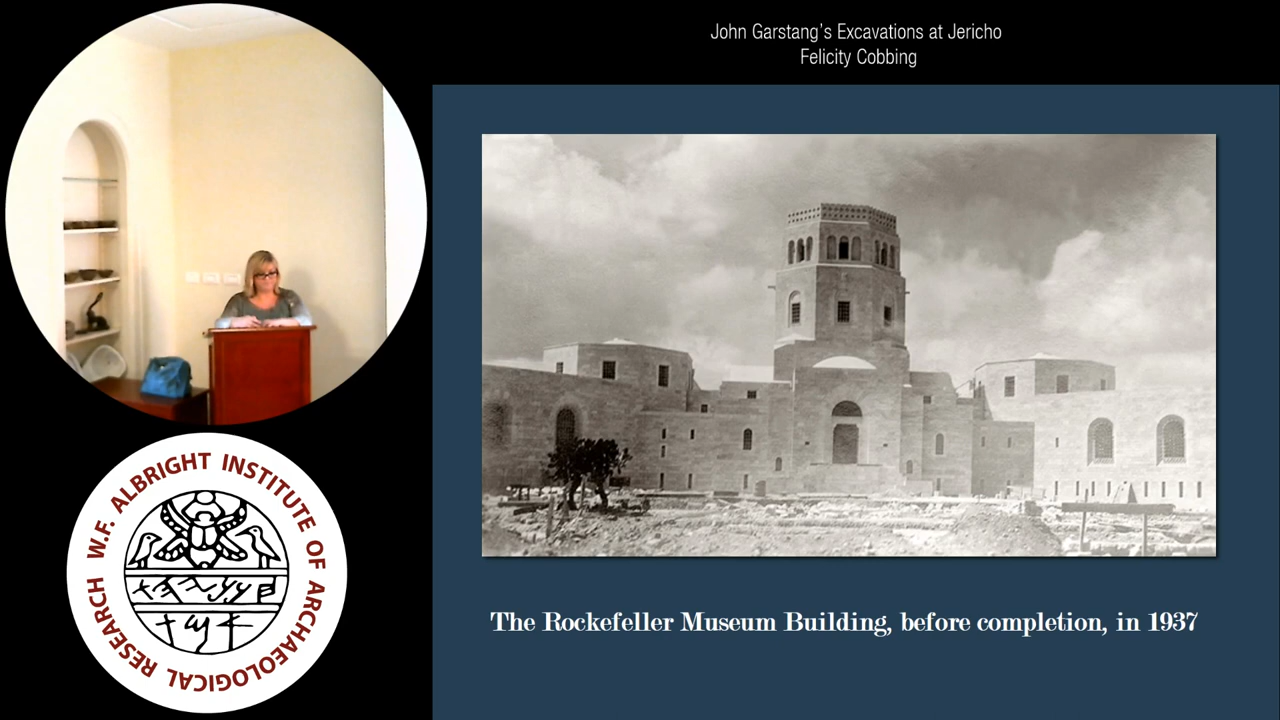 John Garstang's Excavations at Jericho
Felicity Cobbing
W.F. ALBRIGHT INSTITUTE OF ARCHAEOLOGICAL RESEARCH
The Rockefeller Museum Building, before completion, in 1937